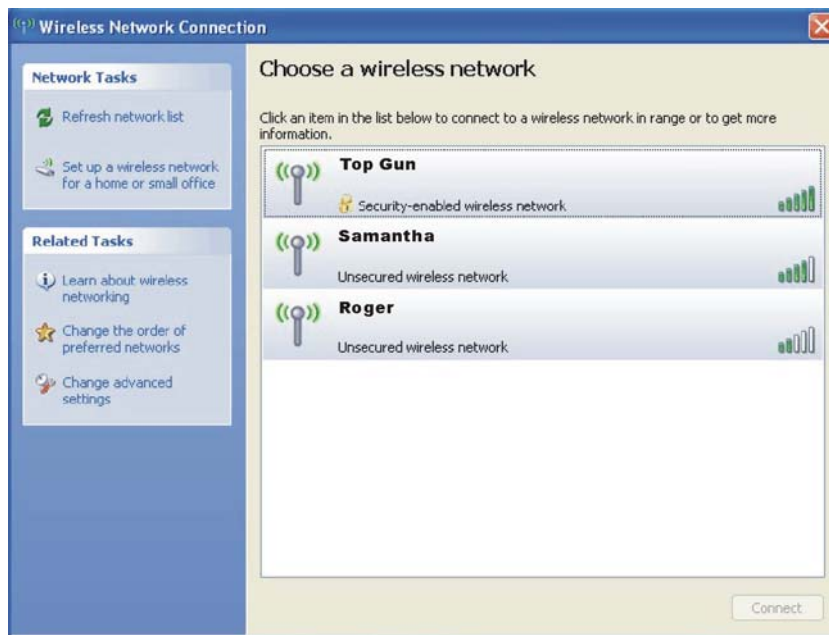 Wireless Network Connection
Network Tasks
Refresh network list
Set up a wireless network
for a home or small office
Related Tasks
Learn about wireless
networking
Change the order of
preferred networks
Change advanced
settings
Choose a wireless network
Click an item in the list below to connect to a wireless network in range or to get more
information.
Top Gun
Security-enabled wireless network
Samantha
Unsecured wireless network
Roger
Unsecured wireless network
Connect